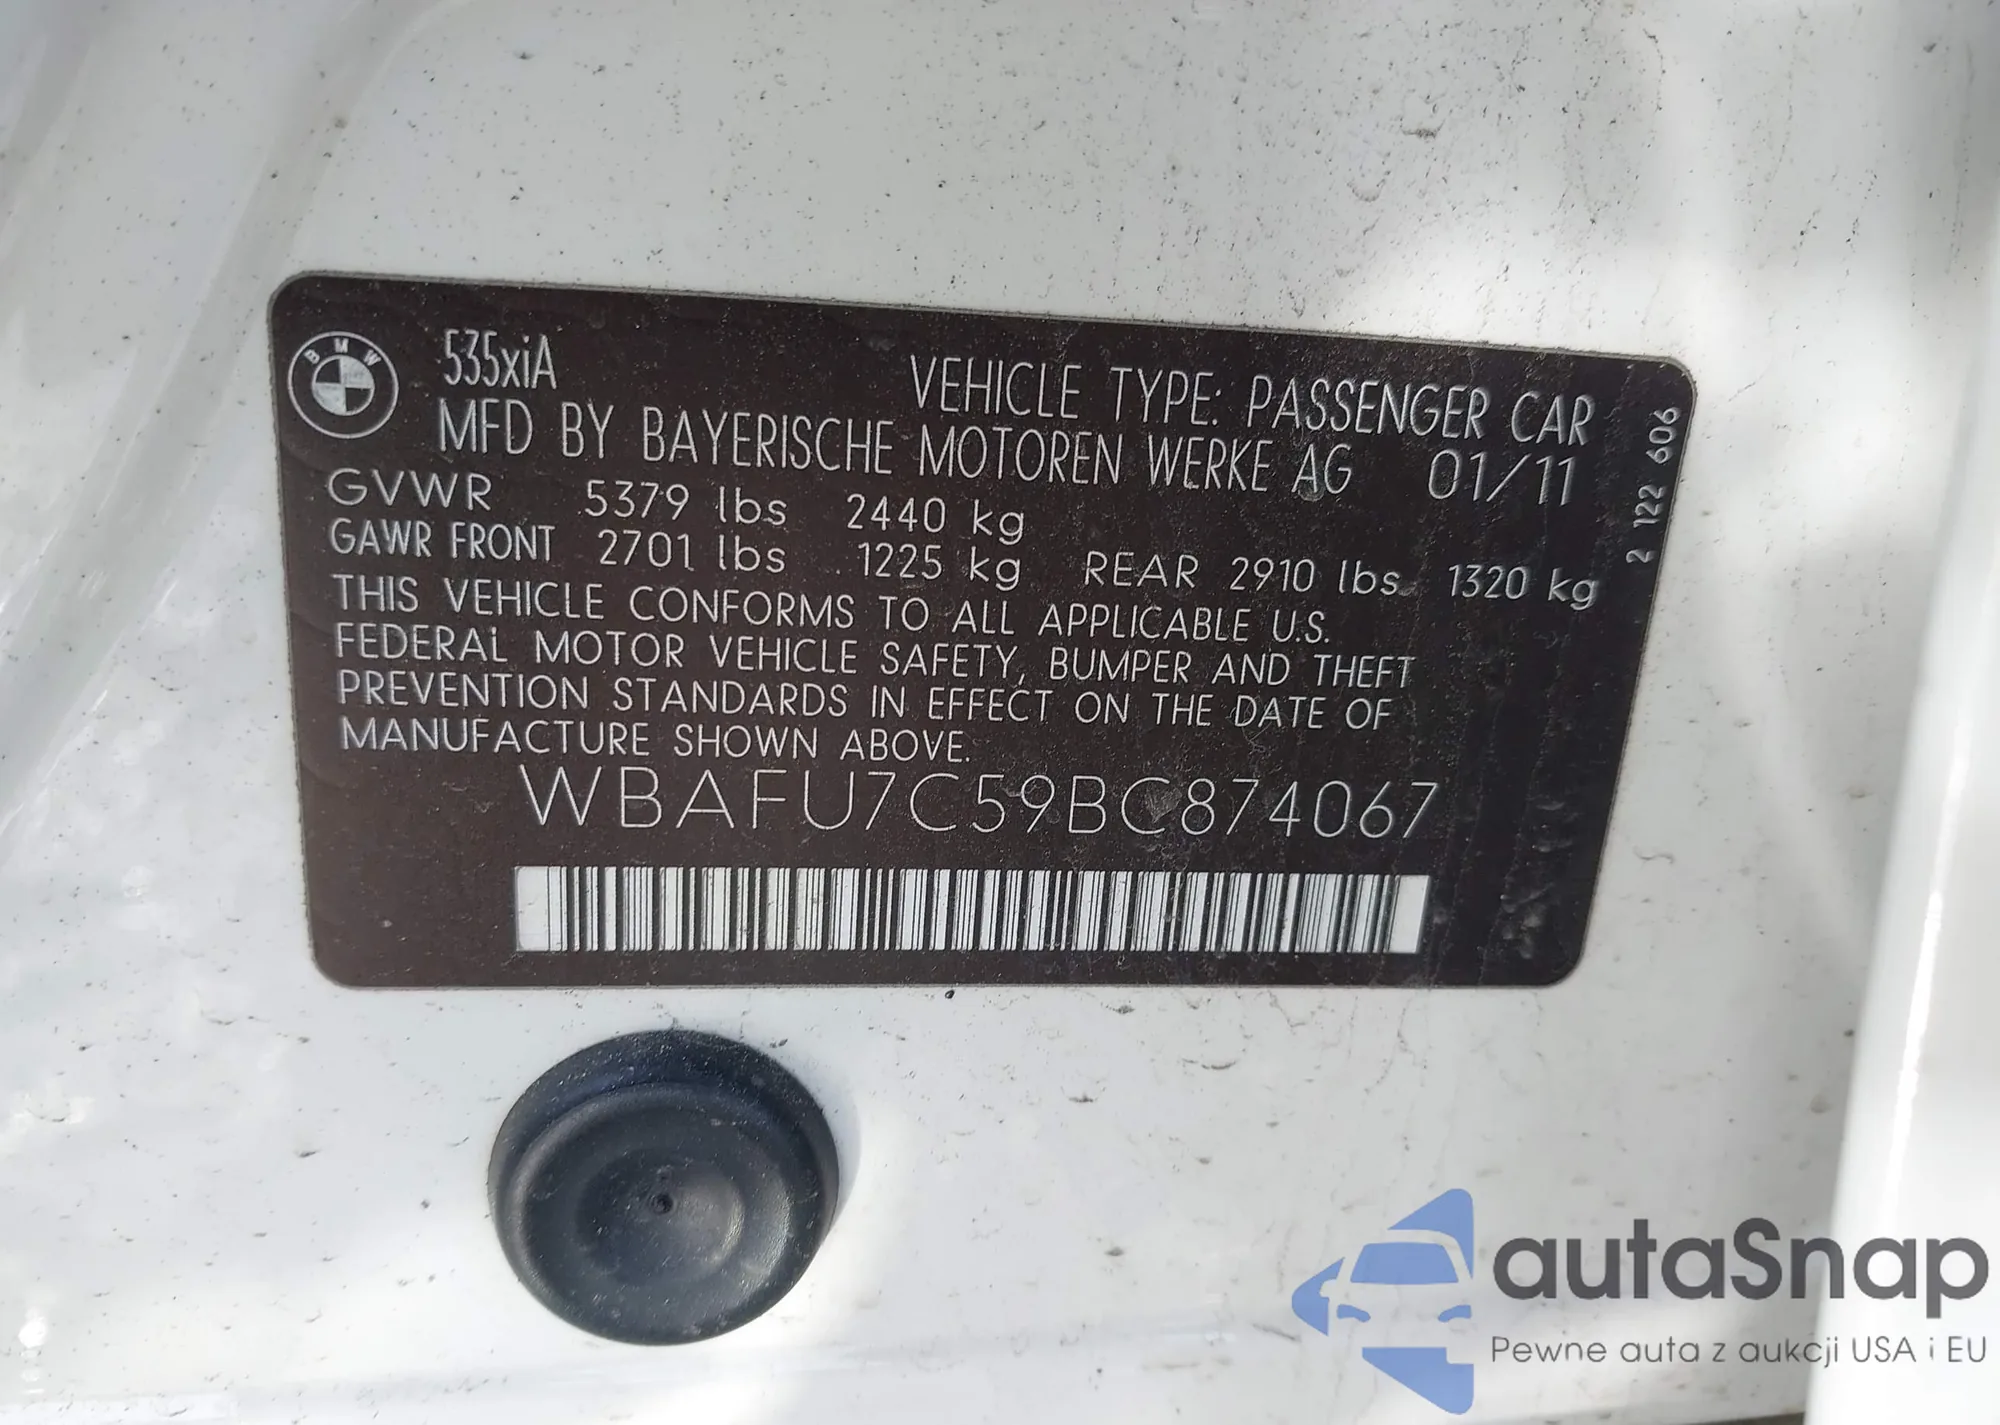 BMW
535xiA
VEHICLE TYPE: PASSENGER CAR
MFD BY BAYERISCHE MOTOREN WERKE AG 01/11
GVWR 5379 lbs 2440 kg
GAWR FRONT 2701 lbs 1225 kg REAR 2910 lbs 1320 kg
THIS VEHICLE CONFORMS TO ALL APPLICABLE U.S.
FEDERAL MOTOR VEHICLE SAFETY, BUMPER AND THEFT
PREVENTION STANDARDS IN EFFECT ON THE DATE OF
MANUFACTURE SHOWN ABOVE.
WBAFU7C59BC874067
2 122 606
autaSnap
Pewne auta z aukcji USA i EU